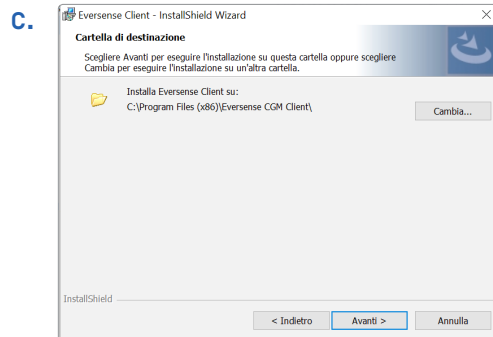 C.
Eversense Client - InstallShield Wizard
Cartella di destinazione
Scegliere Avanti per eseguire l'installazione su questa cartella oppure scegliere
Cambia per eseguire l'installazione su un'altra cartella.
Installa Eversense Client su:
C:\Program Files (x86)\Eversense CGM Client\
Cambia...
InstallShield
< Indietro
Avanti >
Annulla